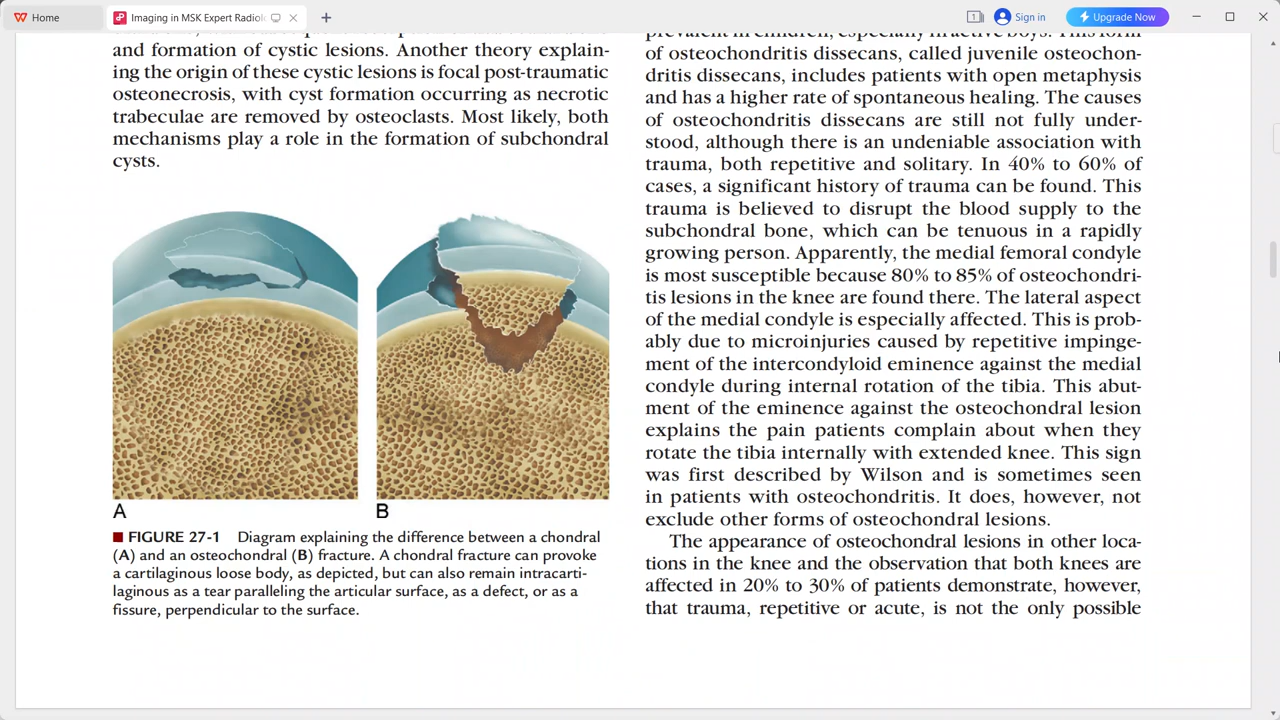 Home
Imaging in MSK Expert Radiol
1
Sign in
Upgrade Now
and formation of cystic lesions. Another theory explain-
ing the origin of these cystic lesions is focal post-traumatic
osteonecrosis, with cyst formation occurring as necrotic
trabeculae are removed by osteoclasts. Most likely, both
mechanisms play a role in the formation of subchondral
cysts.
A
B
■ FIGURE 27-1 Diagram explaining the difference between a chondral
(A) and an osteochondral (B) fracture. A chondral fracture can provoke
a cartilaginous loose body, as depicted, but can also remain intracarti-
laginous as a tear paralleling the articular surface, as a defect, or as a
fissure, perpendicular to the surface.
prevalent in children, especially in active boys. This form
of osteochondritis dissecans, called juvenile osteochon-
dritis dissecans, includes patients with open metaphysis
and has a higher rate of spontaneous healing. The causes
of osteochondritis dissecans are still not fully under-
stood, although there is an undeniable association with
trauma, both repetitive and solitary. In 40% to 60% of
cases, a significant history of trauma can be found. This
trauma is believed to disrupt the blood supply to the
subchondral bone, which can be tenuous in a rapidly
growing person. Apparently, the medial femoral condyle
is most susceptible because 80% to 85% of osteochondri-
tis lesions in the knee are found there. The lateral aspect
of the medial condyle is especially affected. This is prob-
ably due to microinjuries caused by repetitive impinge-
ment of the intercondyloid eminence against the medial
condyle during internal rotation of the tibia. This abut-
ment of the eminence against the osteochondral lesion
explains the pain patients complain about when they
rotate the tibia internally with extended knee. This sign
was first described by Wilson and is sometimes seen
in patients with osteochondritis. It does, however, not
exclude other forms of osteochondral lesions.
The appearance of osteochondral lesions in other loca-
tions in the knee and the observation that both knees are
affected in 20% to 30% of patients demonstrate, however,
that trauma, repetitive or acute, is not the only possible